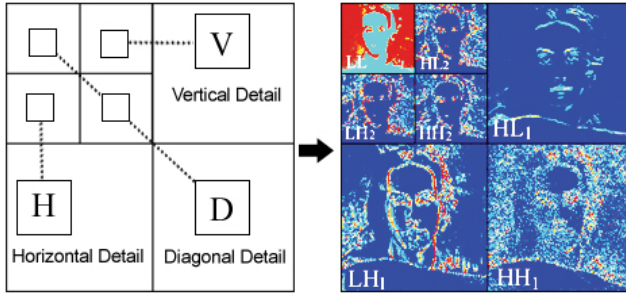 V
Vertical Detail
H
Horizontal Detail
D
Diagonal Detail
LL
HL2
LH2
HH2
HL1
LH1
HH1